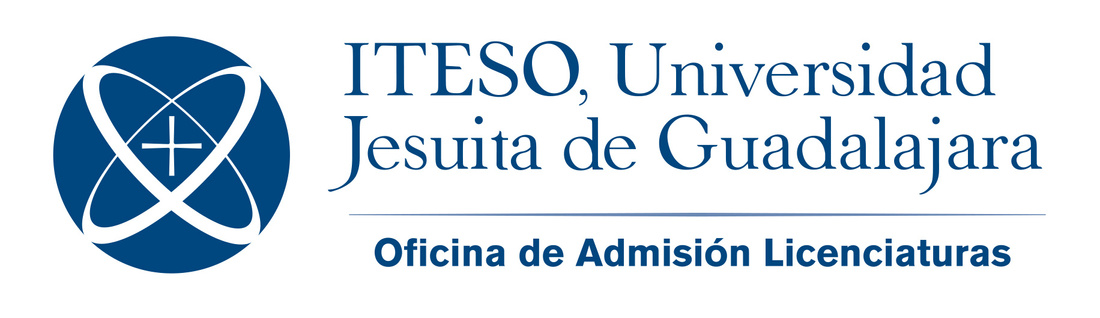 ITESO, Universidad
Jesuita de Guadalajara
Oficina de Admisión Licenciaturas